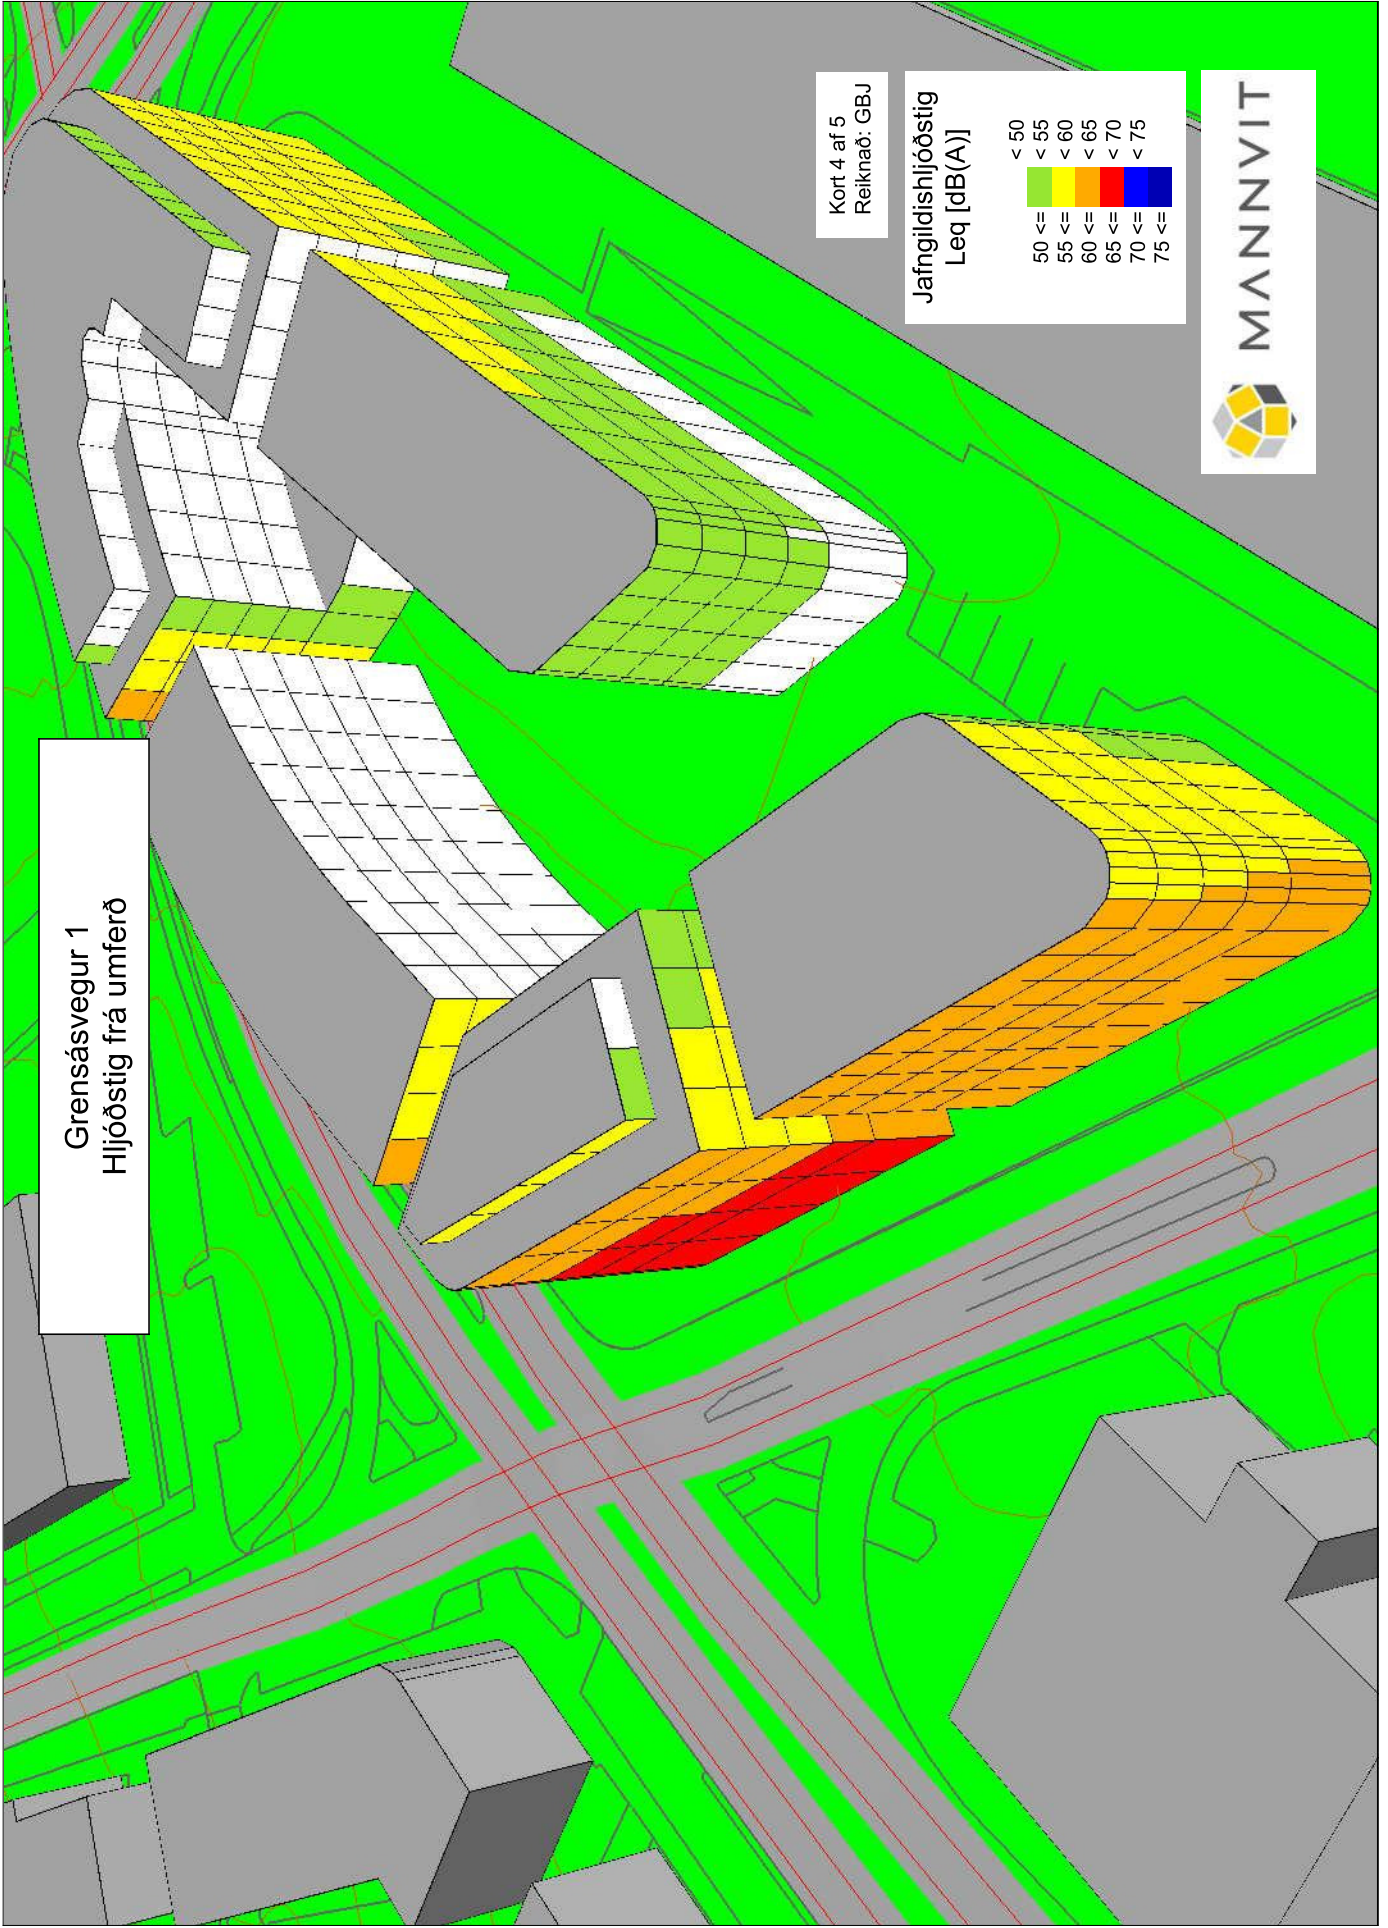 Grensásvegur 1
Hljóðstig frá umferð
Kort 4 af 5
Reiknað: GBJ
Jafngildishljóðstig
Leq [dB(A)]
< 50
50 <= < 55
55 <= < 60
60 <= < 65
65 <= < 70
70 <= < 75
75 <=
MANNVIT